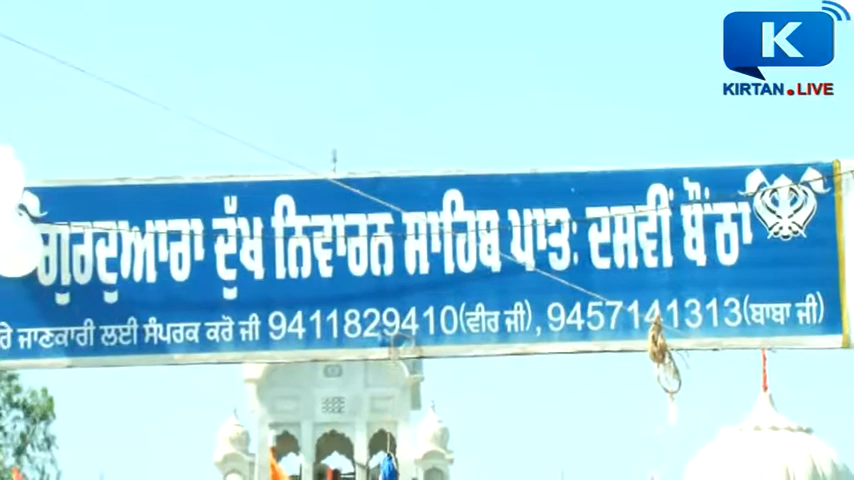 K
KIRTAN.LIVE
ਗੁਰਦੁਆਰਾ ਦੁੱਖ ਨਿਵਾਰਨ ਸਾਹਿਬ ਪਾਤ: ਦਸਵੀਂ ਬੌਂਠਾ
ਰੇ ਜਾਣਕਾਰੀ ਲਈ ਸੰਪਰਕ ਕਰੋ ਜੀ 9411829410(ਵੀਰ ਜੀ), 9457141313(ਬਾਬਾ ਜੀ)